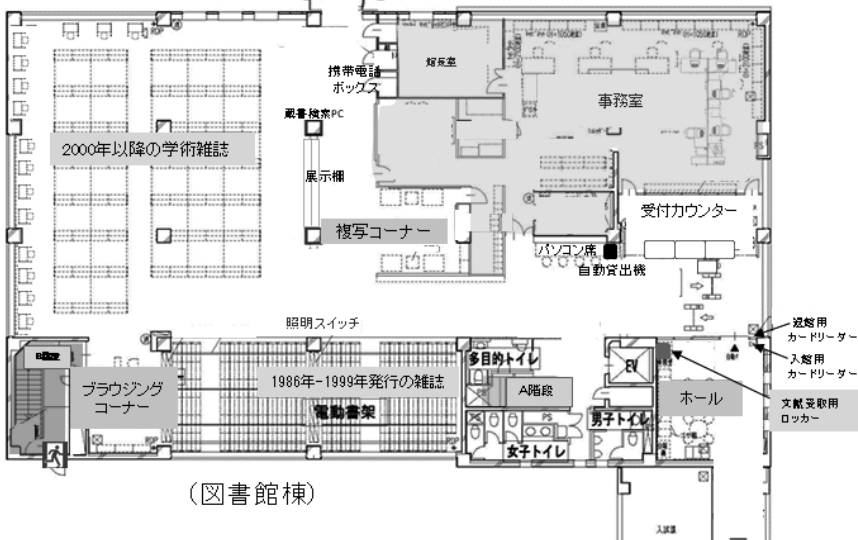 館長室
携帯電話
ボックス
事務室
蔵書検索PC
2000年以降の学術雑誌
展示棚
受付カウンター
複写コーナー
パソコン席
自動貸出機
照明スイッチ
退館用
カードリーダー
入館用
カードリーダー
B階段
多目的トイレ
EV
ブラウジング
コーナー
1986年-1999年発行の雑誌
A階段
ホール
文献受取用
ロッカー
電動書架
男子トイレ
女子トイレ
PS
RDP
(図書館棟)